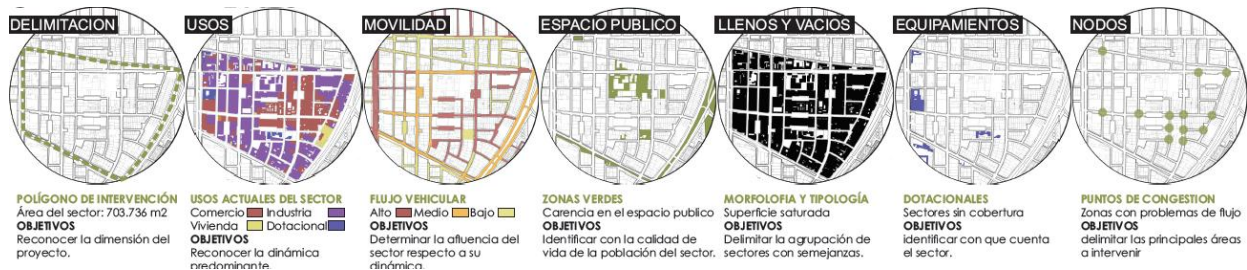 DELIMITACION
POLÍGONO DE INTERVENCIÓN
Área del sector: 703.736 m2
OBJETIVOS
Reconocer la dimensión del
proyecto.
USOS
USOS ACTUALES DEL SECTOR
Comercio Industria
Vivienda Dotacional
OBJETIVOS
Reconocer la dinámica
predominante.
MOVILIDAD
FLUJO VEHICULAR
Alto Medio Bajo
OBJETIVOS
Determinar la afluencia del
sector respecto a su
dinámica.
ESPACIO PUBLICO
ZONAS VERDES
Carencia en el espacio publico
OBJETIVOS
Identificar con la calidad de
vida de la población del sector.
LLENOS Y VACIOS
MORFOLOFIA Y TIPOLOGÍA
Superficie saturada
OBJETIVOS
Delimitar la agrupación de
sectores con semejanzas.
EQUIPAMIENTOS
DOTACIONALES
Sectores sin cobertura
OBJETIVOS
identificar con que cuenta
el sector.
NODOS
PUNTOS DE CONGESTION
Zonas con problemas de flujo
OBJETIVOS
delimitar las principales áreas
a intervenir